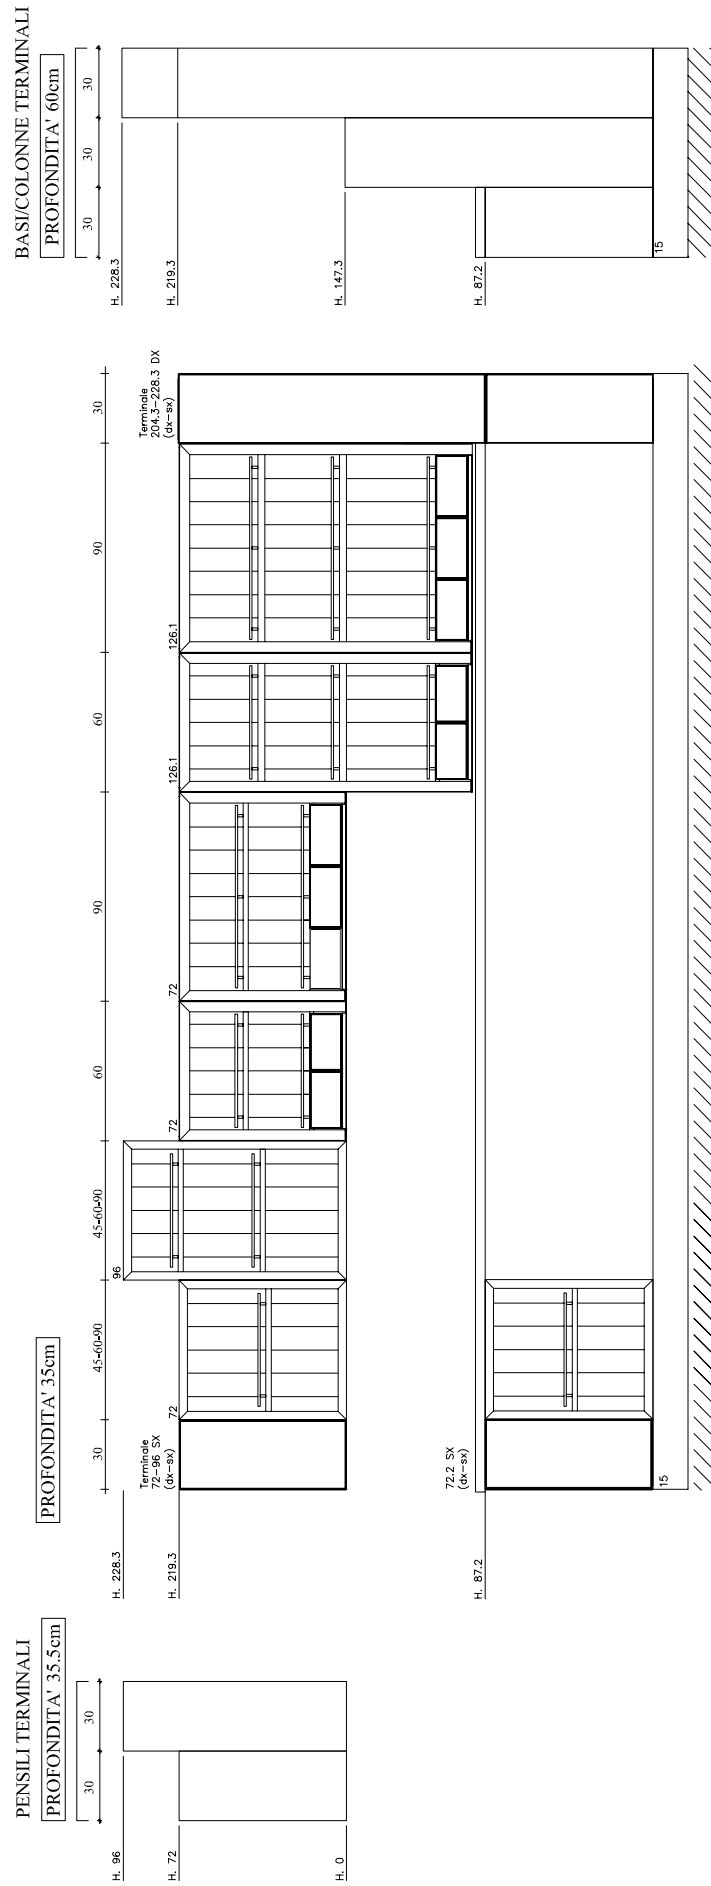 PENSILI TERMINALI
PROFONDITA' 35.5cm
30
30
H. 96
H. 72
H. 0
PROFONDITA' 35cm
30
45-60-90
45-60-90
60
90
60
90
30
H. 228.3
H. 219.3
H. 87.2
Terminale
72-96 SX
(dx-sx)
72
96
72
72
126.1
126.1
Terminale
204.3-228.3 DX
(dx-sx)
72.2 SX
(dx-sx)
15
BASI/COLONNE TERMINALI
PROFONDITA' 60cm
30
30
30
H. 228.3
H. 219.3
H. 147.3
H. 87.2
15